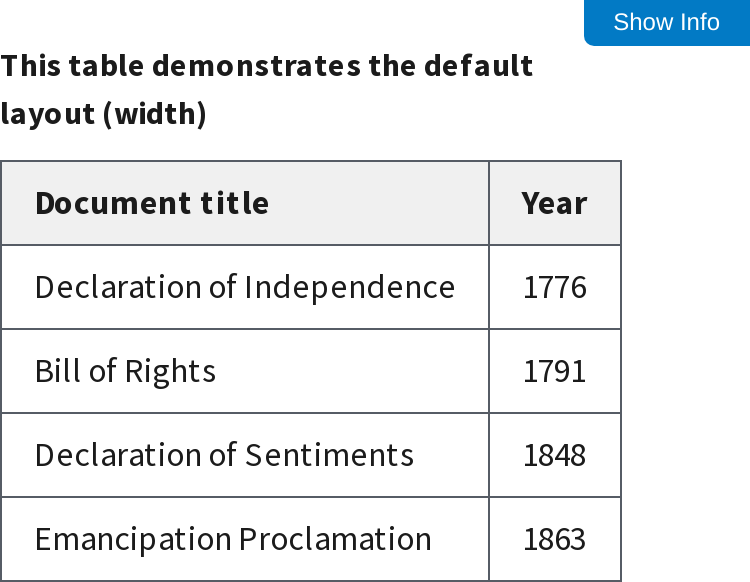 Show Info
This table demonstrates the default
layout (width)
Document title Year
Declaration of Independence 1776
Bill of Rights 1791
Declaration of Sentiments 1848
Emancipation Proclamation 1863